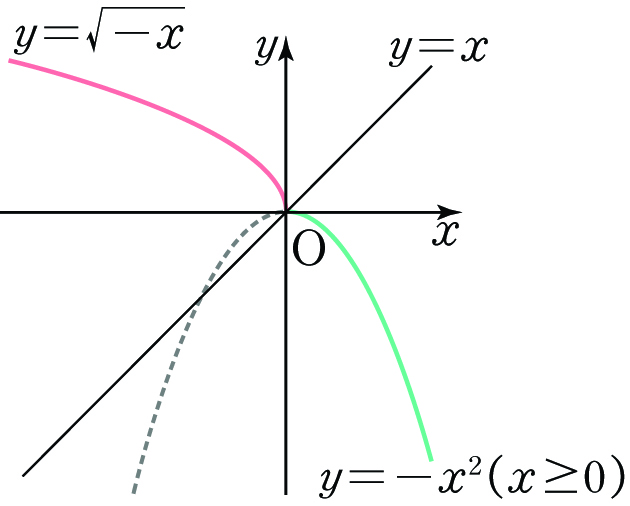 y=√−x
y
y=x
x
O
y=−x²(x≥0)